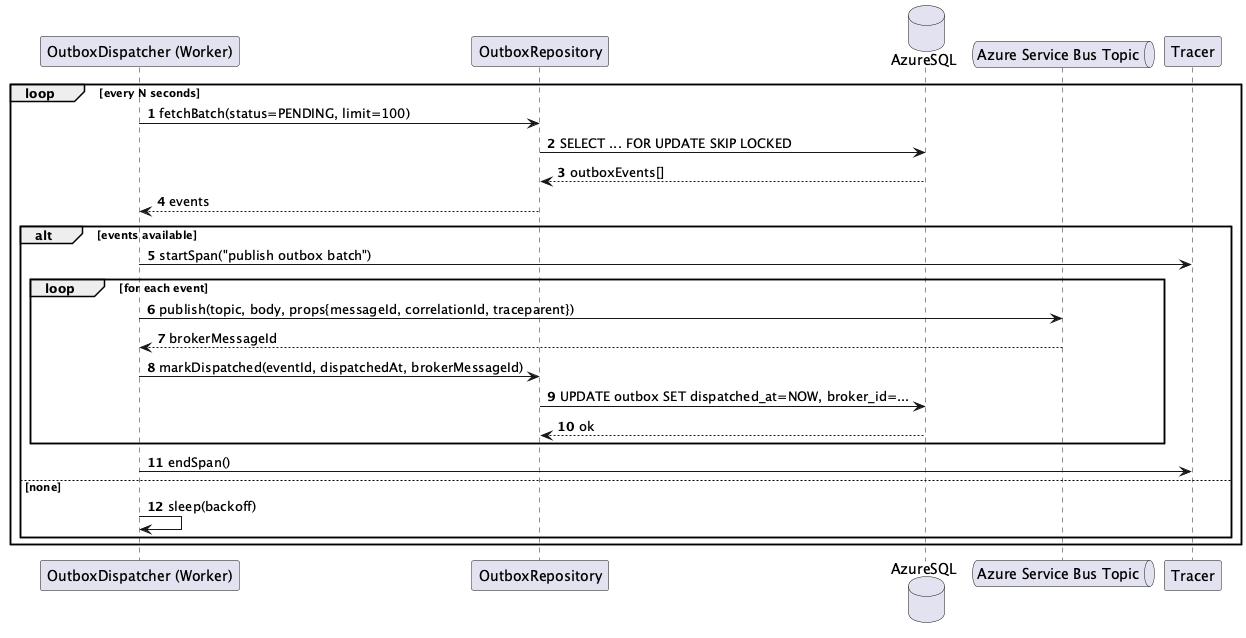 OutboxDispatcher (Worker)
OutboxRepository
AzureSQL
Azure Service Bus Topic
Tracer
loop [every N seconds]
1 fetchBatch(status=PENDING, limit=100)
2 SELECT ... FOR UPDATE SKIP LOCKED
3 outboxEvents[]
4 events
alt [events available]
5 startSpan("publish outbox batch")
loop [for each event]
6 publish(topic, body, props{messageId, correlationId, traceparent})
7 brokerMessageId
8 markDispatched(eventId, dispatchedAt, brokerMessageId)
9 UPDATE outbox SET dispatched_at=NOW, broker_id=...
10 ok
11 endSpan()
[none]
12 sleep(backoff)
OutboxDispatcher (Worker)
OutboxRepository
AzureSQL
Azure Service Bus Topic
Tracer